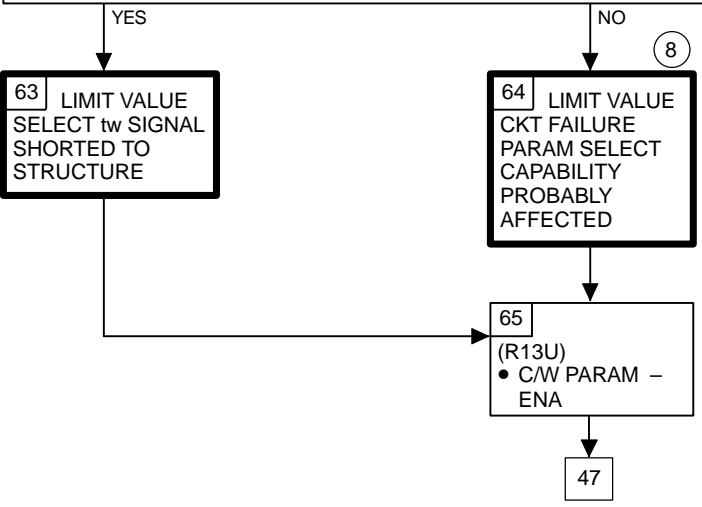 YES
NO
8
63
LIMIT VALUE
SELECT tw SIGNAL
SHORTED TO
STRUCTURE
64
LIMIT VALUE
CKT FAILURE
PARAM SELECT
CAPABILITY
PROBABLY
AFFECTED
65
(R13U)
• C/W PARAM –
ENA
47